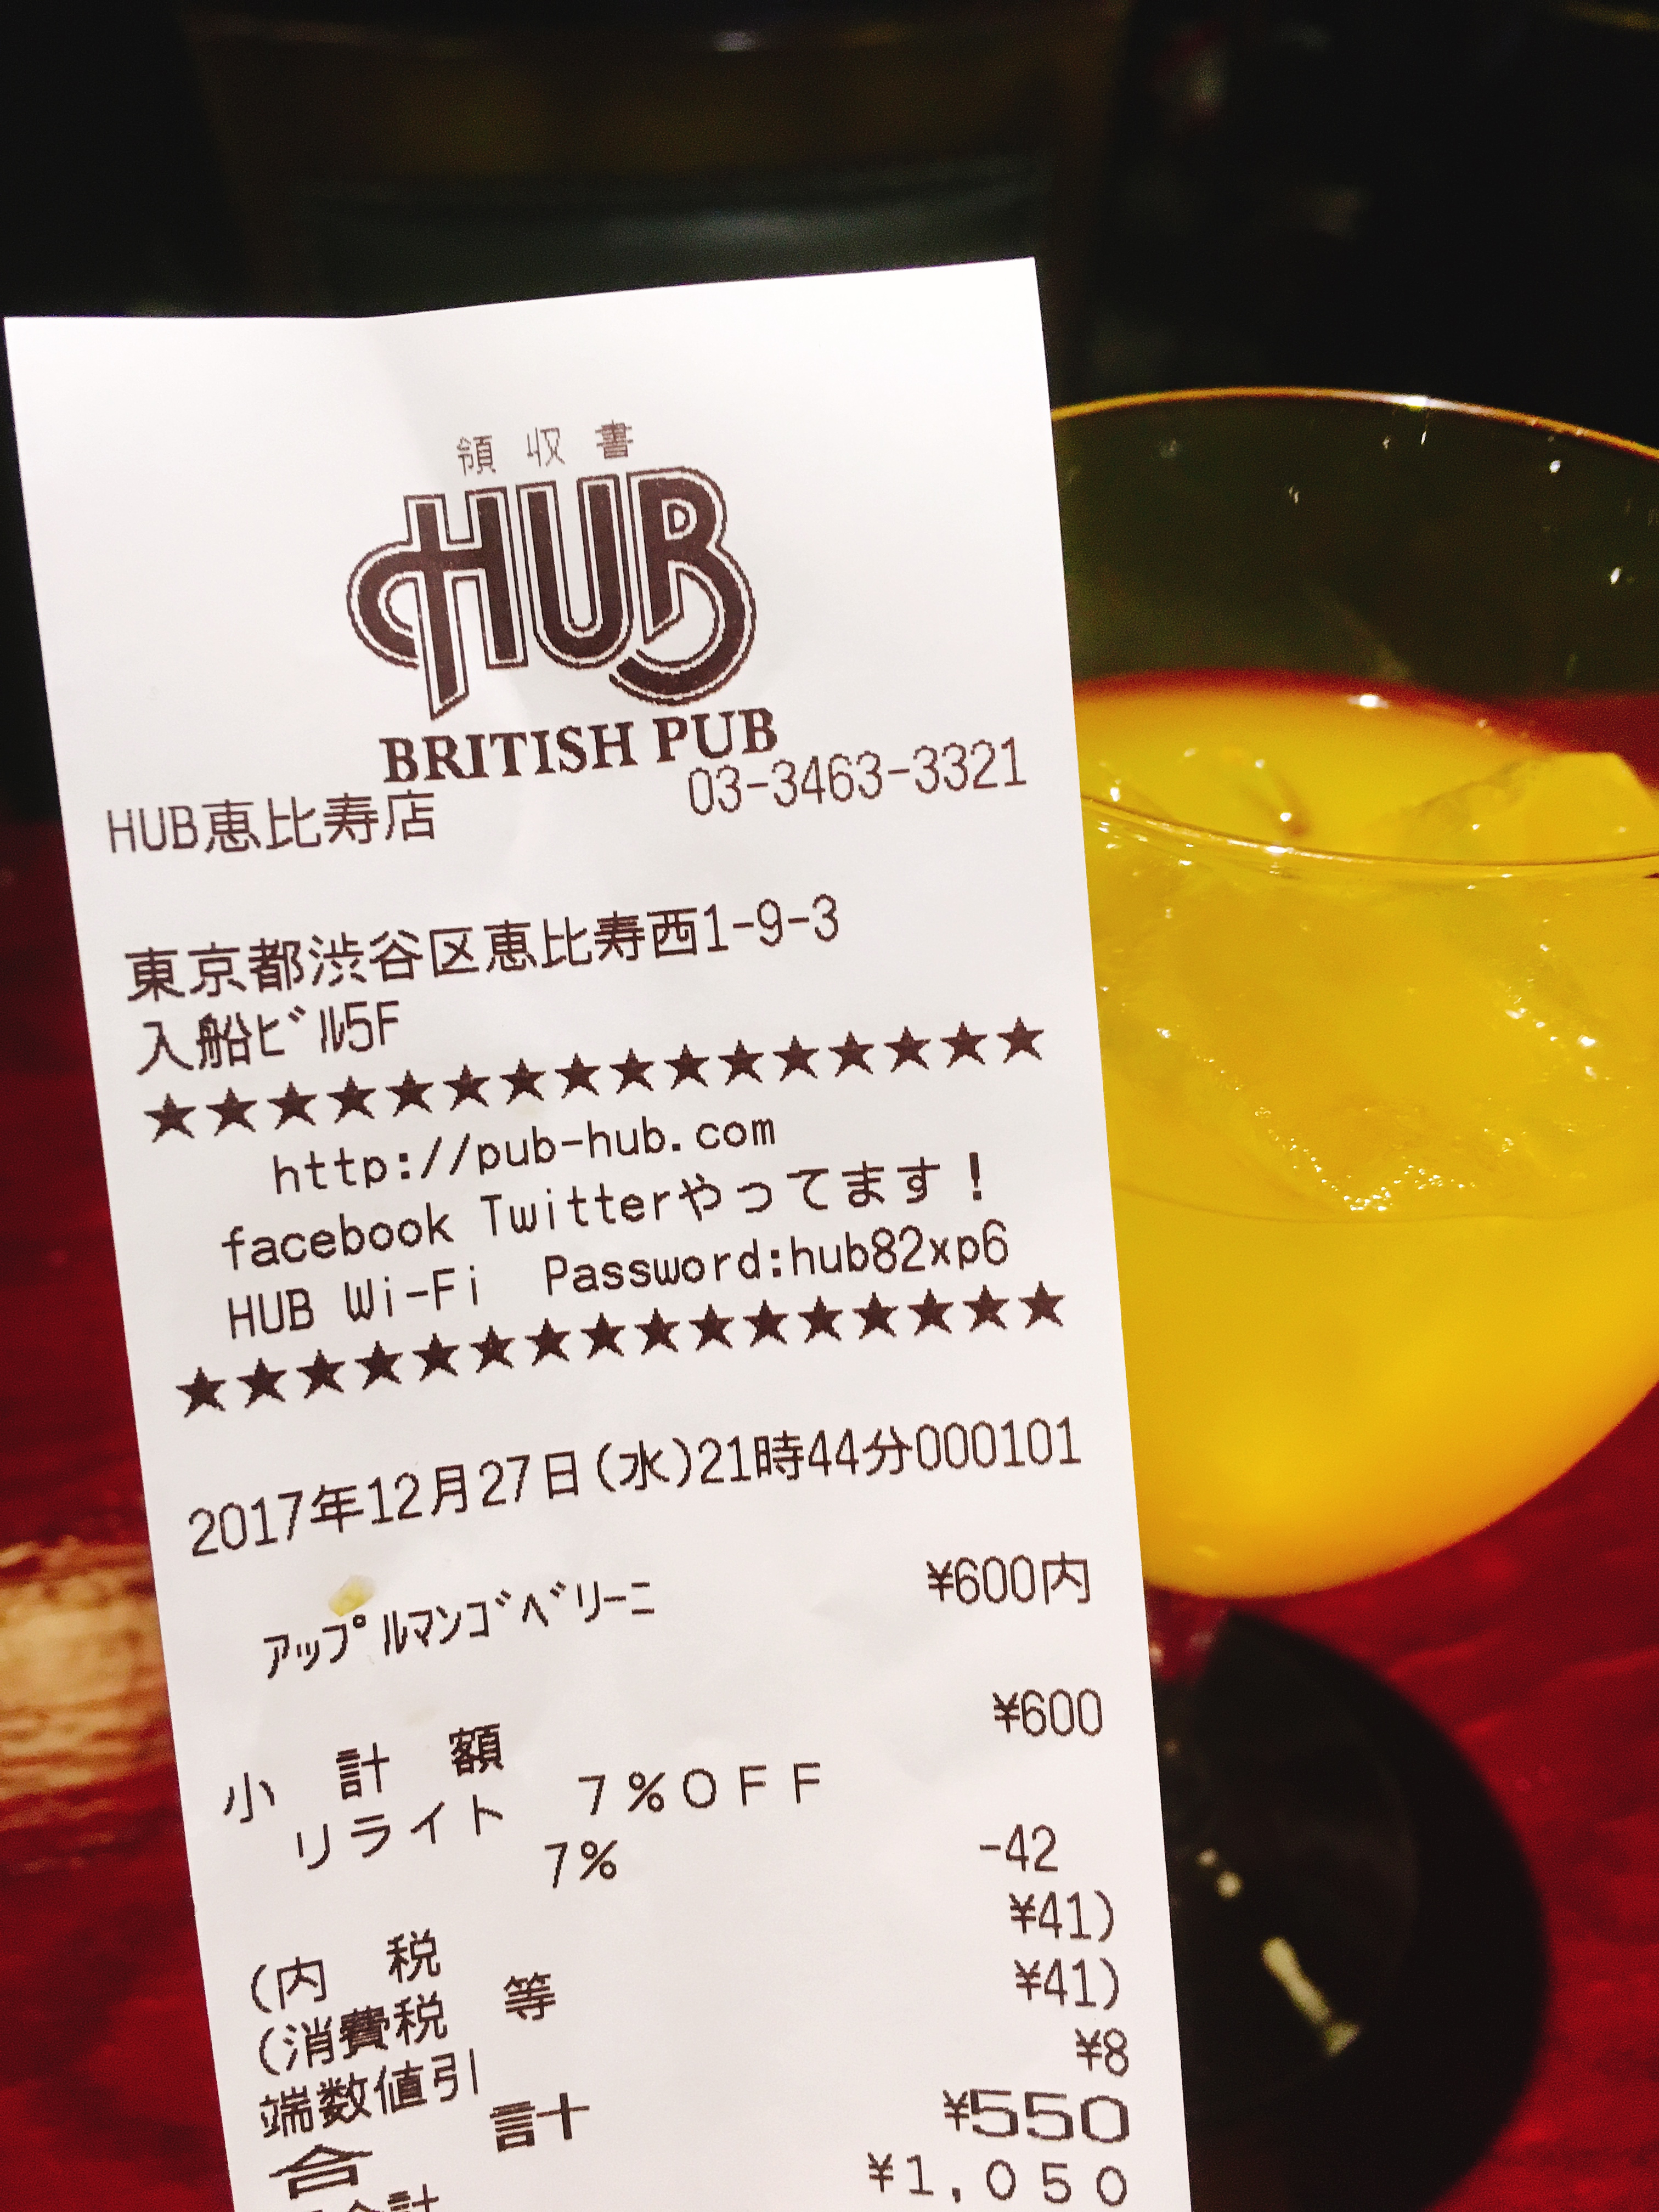 領収書
HUB
BRITISH PUB
HUB恵比寿店 03-3463-3321
東京都渋谷区恵比寿西1-9-3
入船ﾋﾞﾙ5F
★★★★★★★★★★★★★★★★
http://pub-hub.com
facebook Twitterやってます！
HUB Wi-Fi Password:hub82xp6
★★★★★★★★★★★★★★★★
2017年12月27日(水)21時44分000101
ｱｯﾌﾟﾙﾏﾝｺﾞﾍﾞﾘｰﾆ ¥600内
小 計 額 ¥600
リライト ７％ＯＦＦ
7% -42
(内 税 ¥41)
(消費税 等 ¥41)
端数値引 ¥8
合 計 ¥550
¥１，０５０